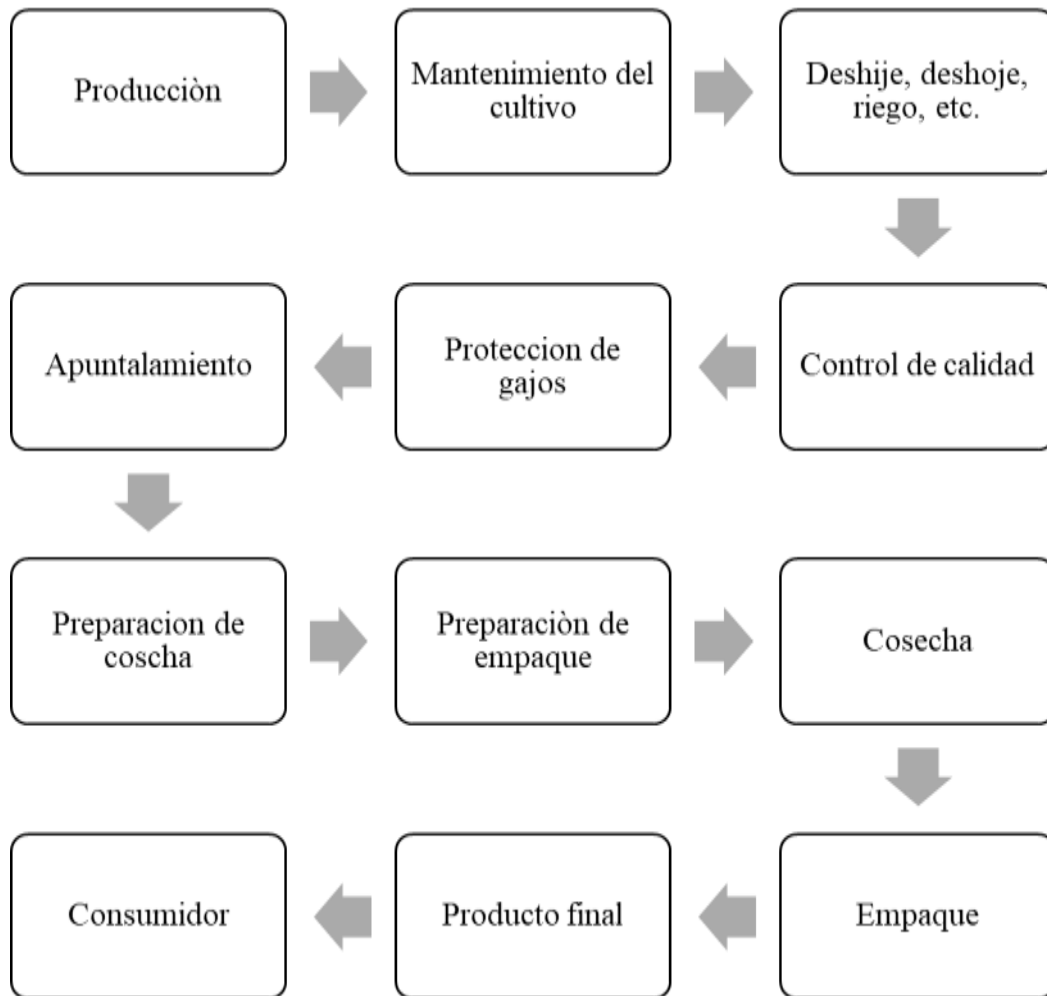 Producciòn
Mantenimiento del
cultivo
Deshije, deshoje,
riego, etc.
Control de calidad
Proteccion de
gajos
Apuntalamiento
Preparacion de
coscha
Preparaciòn de
empaque
Cosecha
Empaque
Producto final
Consumidor